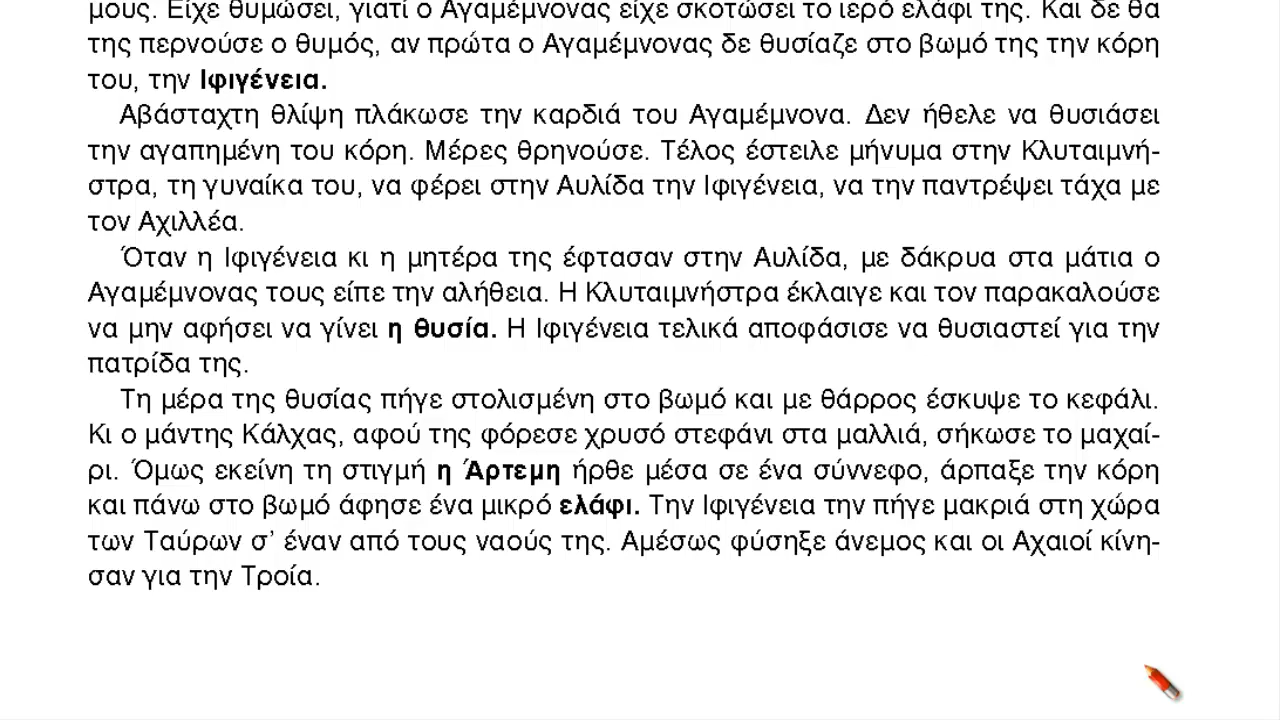 μους. Είχε θυμώσει, γιατί ο Αγαμέμνονας είχε σκοτώσει το ιερό ελάφι της. Και δε θα
της περνούσε ο θυμός, αν πρώτα ο Αγαμέμνονας δε θυσίαζε στο βωμό της την κόρη
του, την Ιφιγένεια.
Αβάσταχτη θλίψη πλάκωσε την καρδιά του Αγαμέμνονα. Δεν ήθελε να θυσιάσει
την αγαπημένη του κόρη. Μέρες θρηνούσε. Τέλος έστειλε μήνυμα στην Κλυταιμνή-
στρα, τη γυναίκα του, να φέρει στην Αυλίδα την Ιφιγένεια, να την παντρέψει τάχα με
τον Αχιλλέα.
Όταν η Ιφιγένεια κι η μητέρα της έφτασαν στην Αυλίδα, με δάκρυα στα μάτια ο
Αγαμέμνονας τους είπε την αλήθεια. Η Κλυταιμνήστρα έκλαιγε και τον παρακαλούσε
να μην αφήσει να γίνει η θυσία. Η Ιφιγένεια τελικά αποφάσισε να θυσιαστεί για την
πατρίδα της.
Τη μέρα της θυσίας πήγε στολισμένη στο βωμό και με θάρρος έσκυψε το κεφάλι.
Κι ο μάντης Κάλχας, αφού της φόρεσε χρυσό στεφάνι στα μαλλιά, σήκωσε το μαχαί-
ρι. Όμως εκείνη τη στιγμή η Άρτεμη ήρθε μέσα σε ένα σύννεφο, άρπαξε την κόρη
και πάνω στο βωμό άφησε ένα μικρό ελάφι. Την Ιφιγένεια την πήγε μακριά στη χώρα
των Ταύρων σ' έναν από τους ναούς της. Αμέσως φύσηξε άνεμος και οι Αχαιοί κίνη-
σαν για την Τροία.